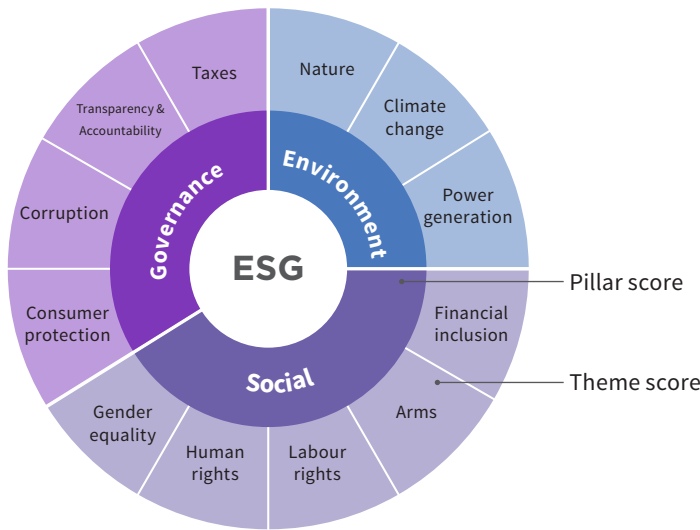 Taxes
Nature
Transparency &
Accountability
Climate
change
Governance
Environment
Corruption
Power
generation
ESG
Pillar score
Consumer
protection
Financial
inclusion
Social
Theme score
Gender
equality
Arms
Human
rights
Labour
rights